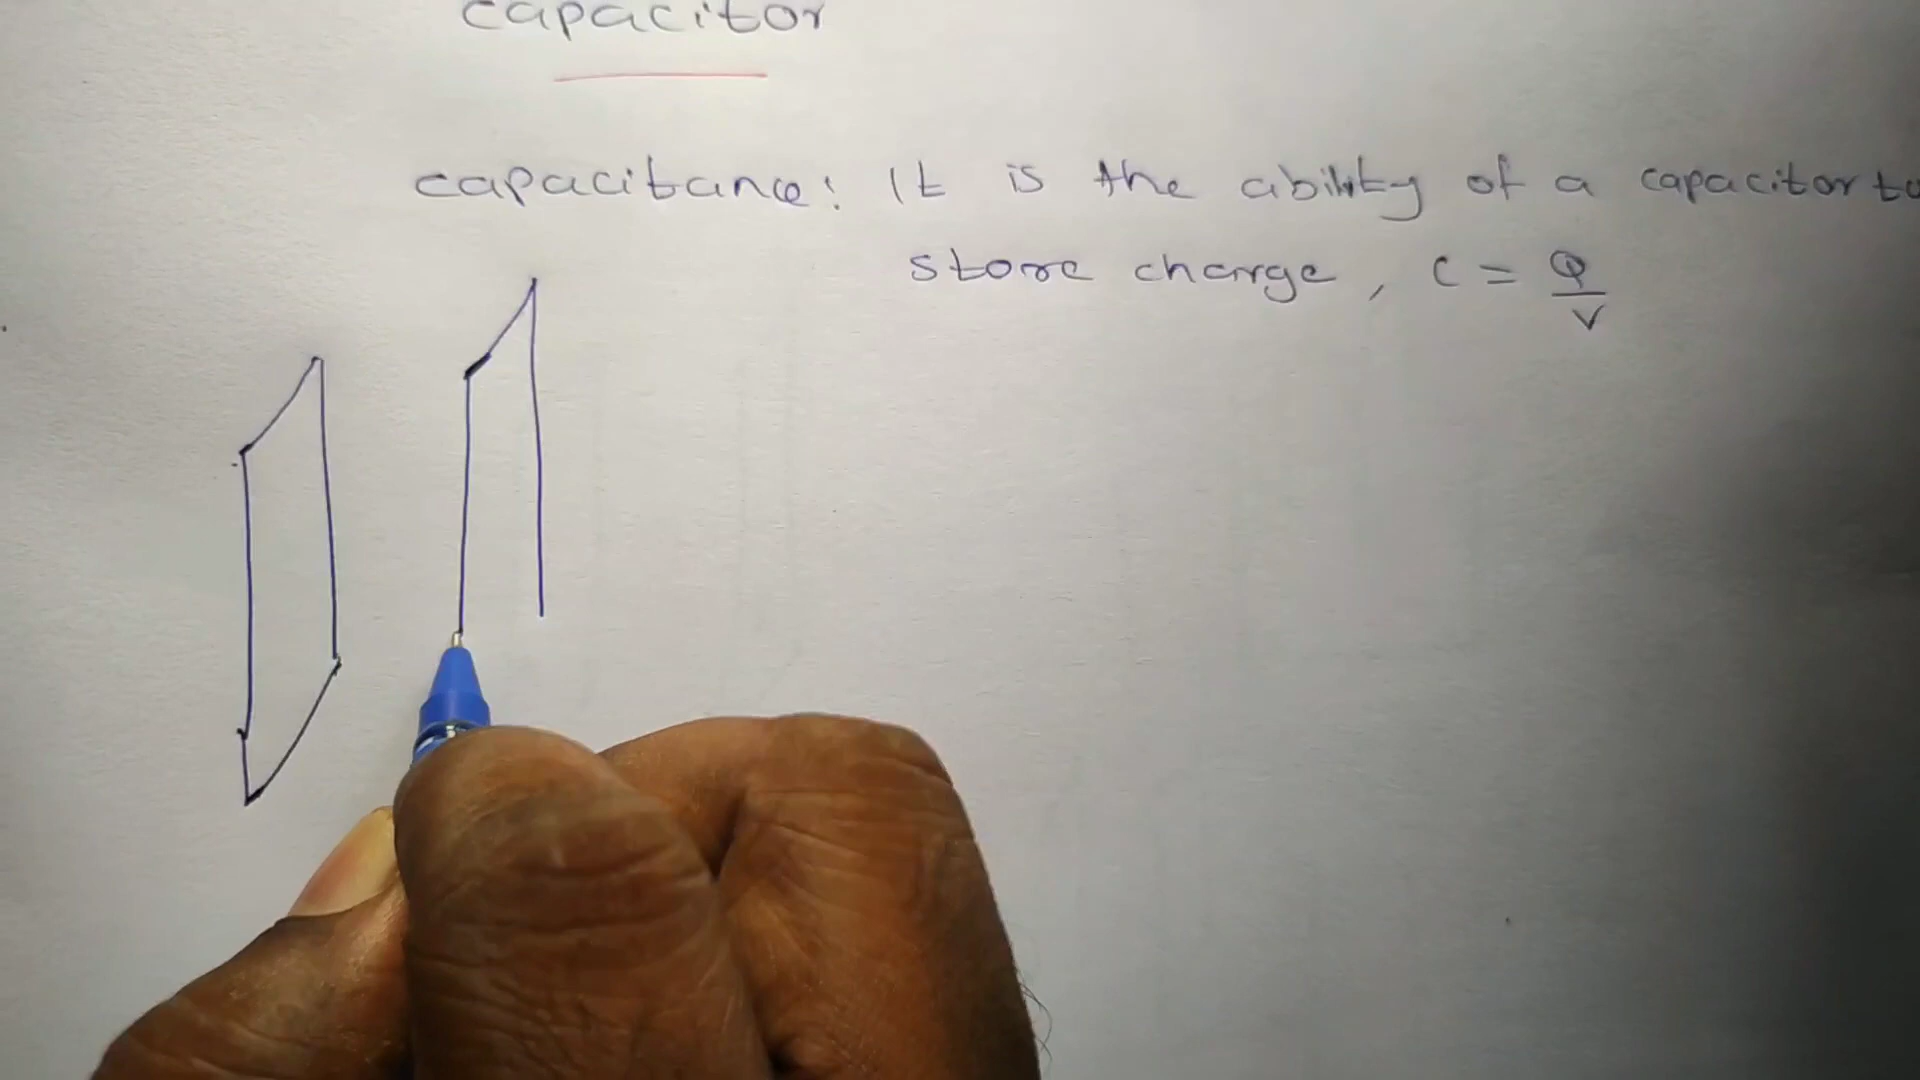 capacitor
capacitance: It is the ability of a capacitor to
store charge, C = Q/V